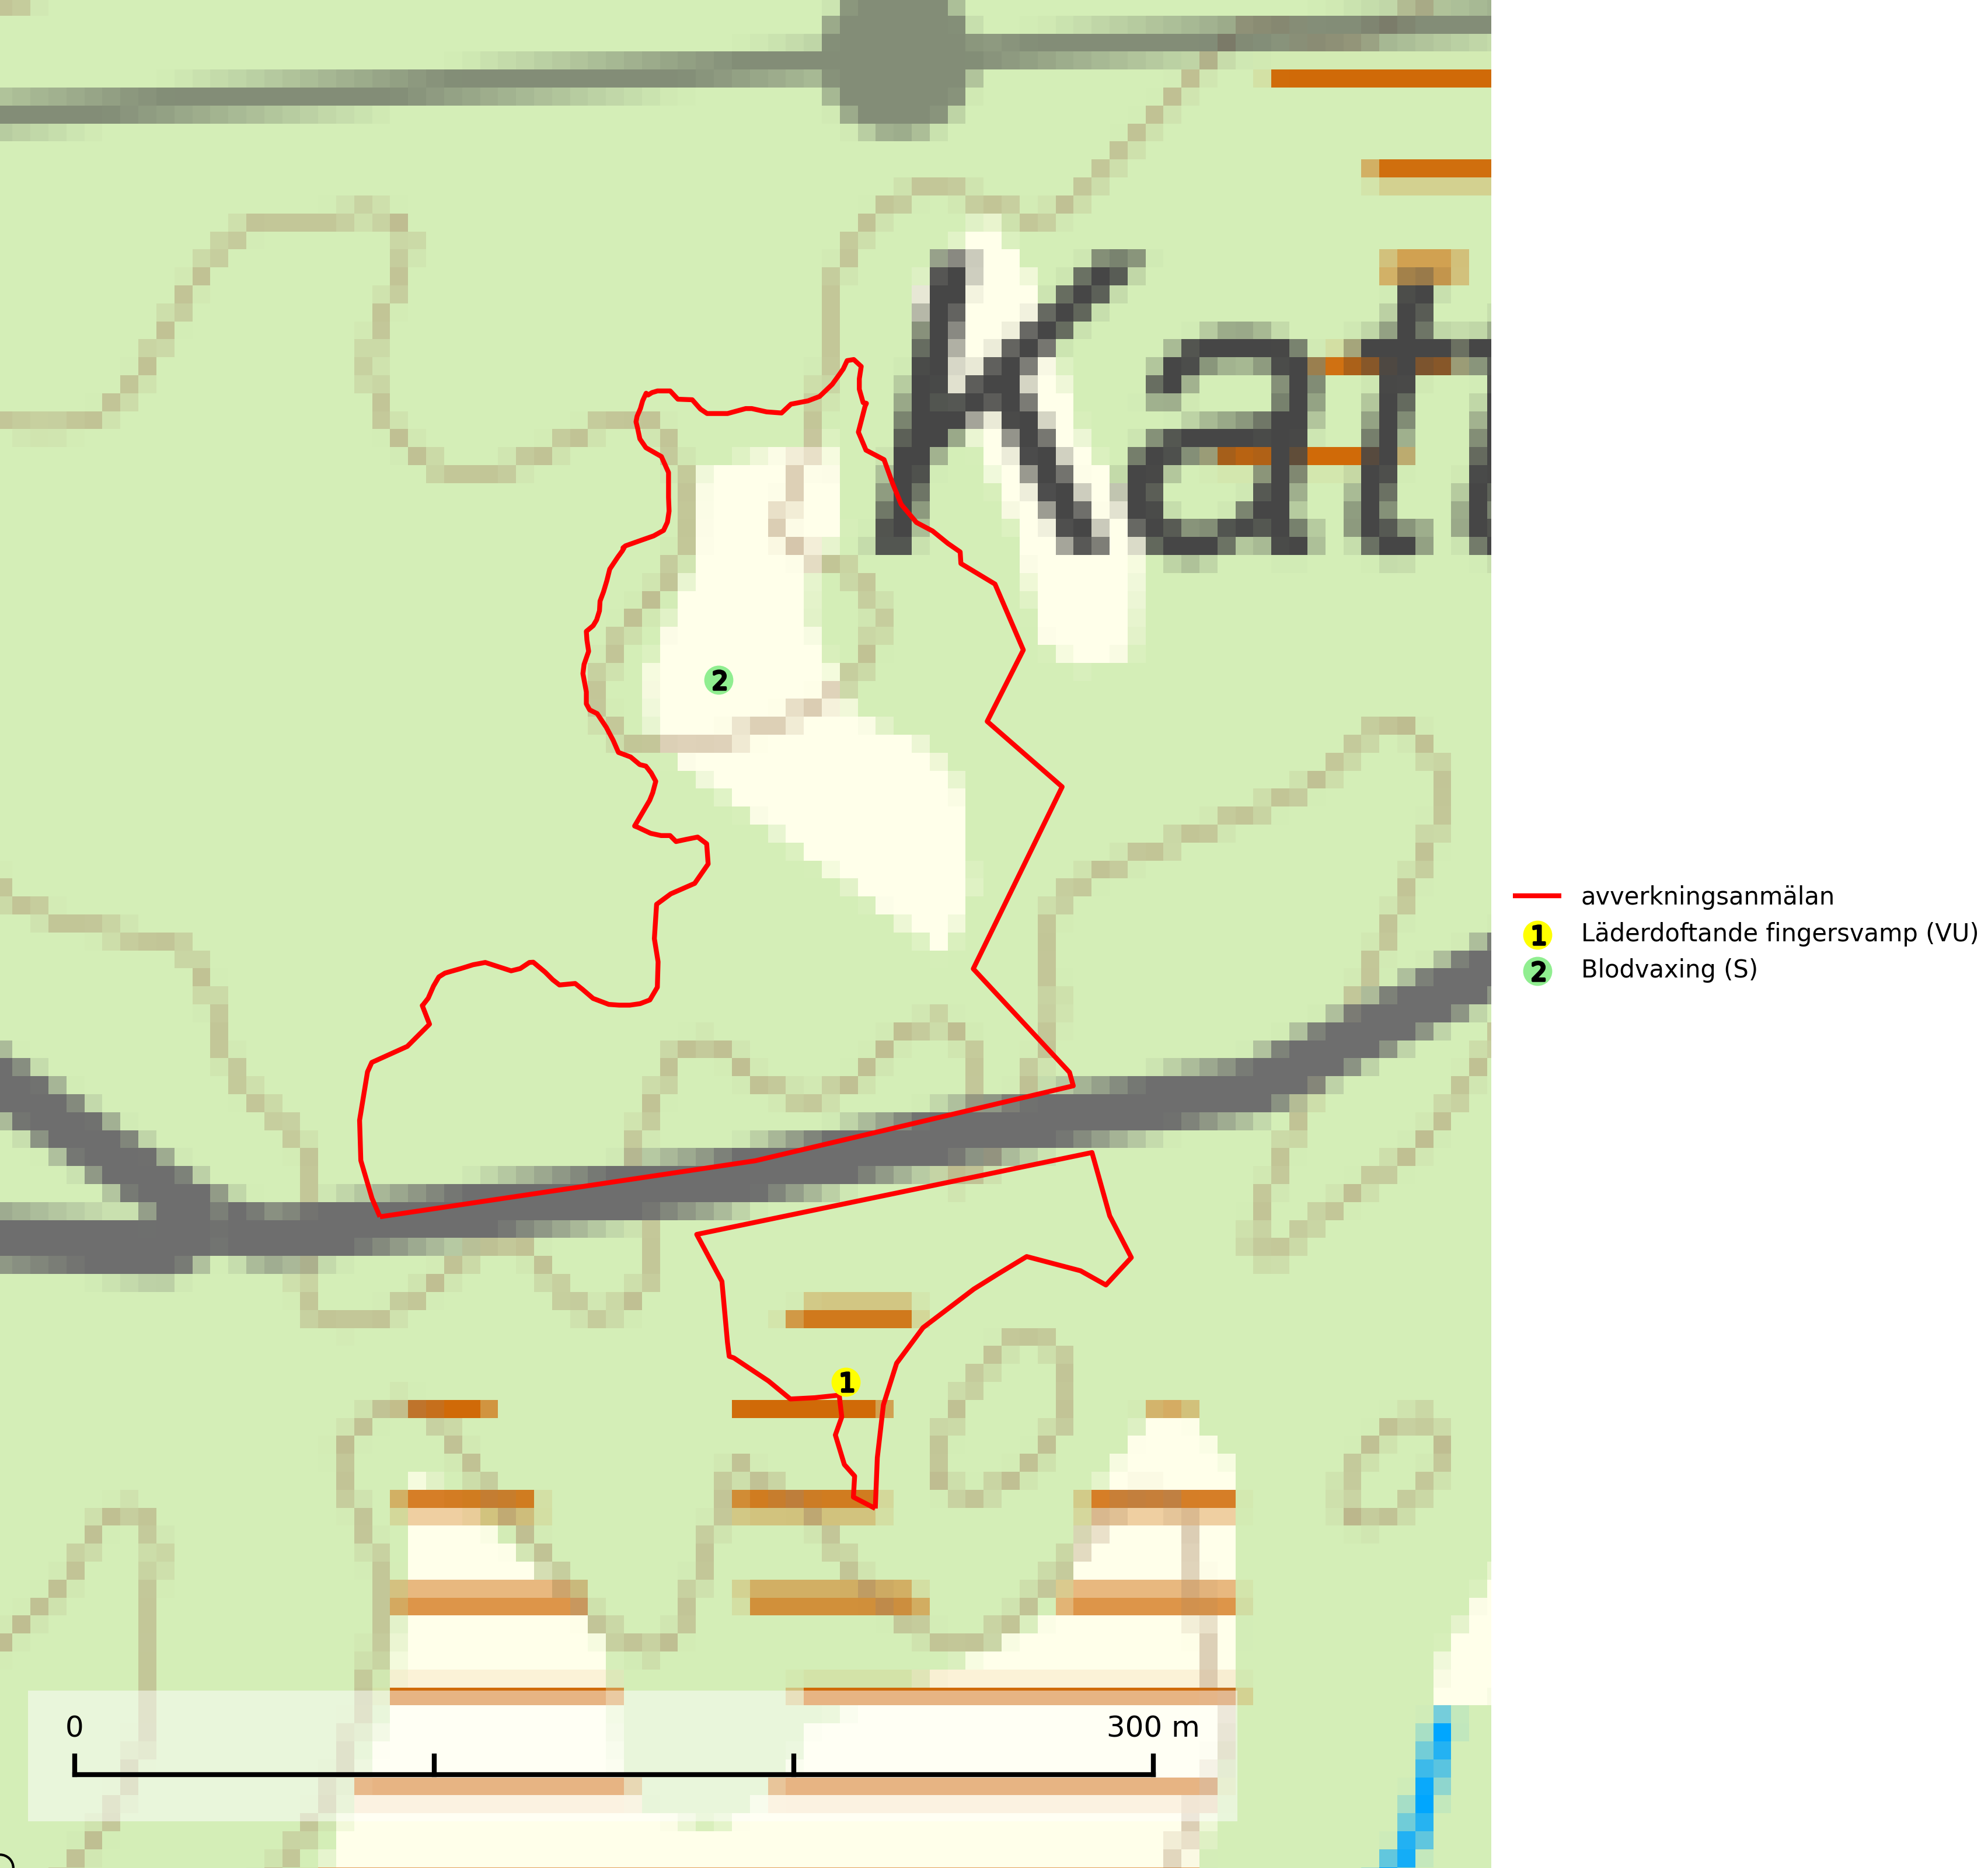 Kat
avverkningsanmälan
1 Läderdoftande fingersvamp (VU)
2 Blodvaxing (S)
2
1
0 300 m